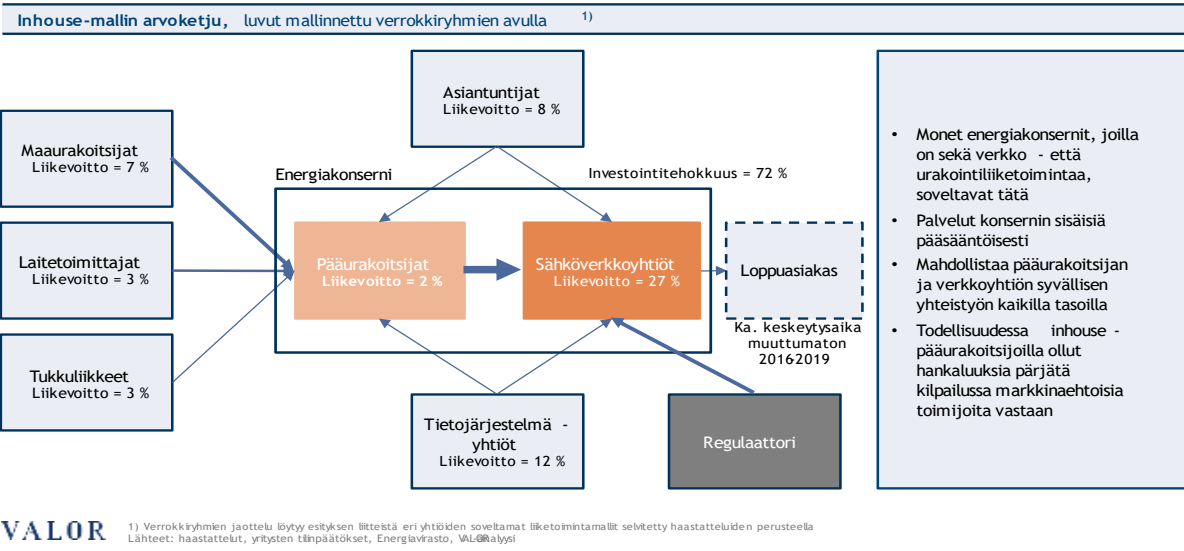 Inhouse-mallin arvoketju, luvut mallinnettu verrokkiryhmien avulla 1)
Asiantuntijat
Liikevoitto = 8 %
Maaurakoitsijat
Liikevoitto = 7 %
Laitetoimittajat
Liikevoitto = 3 %
Tukkuliikkeet
Liikevoitto = 3 %
Energiakonserni
Investointitehokkuus = 72 %
Pääurakoitsijat
Liikevoitto = 2 %
Sähköverkkoyhtiöt
Liikevoitto = 27 %
Loppuasiakas
Ka. keskeytysaika
muuttumaton
20162019
Tietojärjestelmä -
yhtiöt
Liikevoitto = 12 %
Regulaattori
• Monet energiakonsernit, joilla
on sekä verkko - että
urakointiliiketoimintaa,
soveltavat tätä
• Palvelut konsernin sisäisiä
pääsääntöisesti
• Mahdollistaa pääurakoitsijan
ja verkkoyhtiön syvällisen
yhteistyön kaikilla tasoilla
• Todellisuudessa inhouse -
pääurakoitsijoilla ollut
hankaluuksia pärjätä
kilpailussa markkinaehtoisia
toimijoita vastaan
VALOR
1) Verrokkiryhmien jaottelu löytyy esityksen liitteistä eri yhtiöiden soveltamat liiketoimintamallit selvitetty haastatteluiden perusteella
Lähteet: haastattelut, yritysten tilinpäätökset, Energiavirasto,